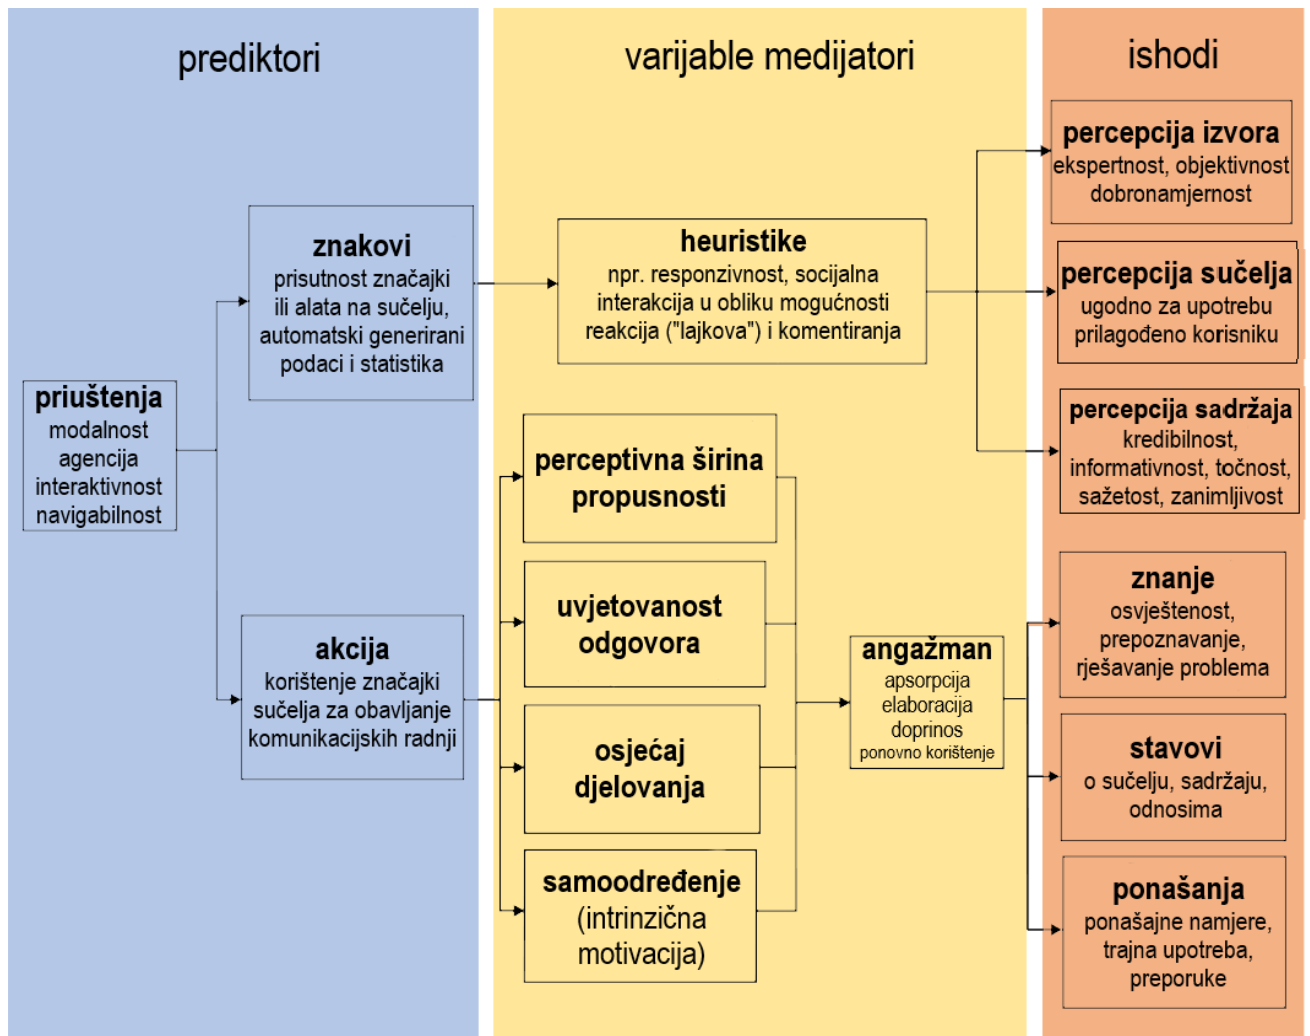 prediktori
varijable medijatori
ishodi
priuštenja
modalnost
agencija
interaktivnost
navigabilnost
znakovi
prisutnost značajki
ili alata na sučelju,
automatski generirani
podaci i statistika
akcija
korištenje značajki
sučelja za obavljanje
komunikacijskih radnji
heuristike
npr. responzivnost, socijalna
interakcija u obliku mogućnosti
reakcija ("lajkova") i komentiranja
perceptivna širina
propusnosti
uvjetovanost
odgovora
osjećaj
djelovanja
samoodređenje
(intrinzična
motivacija)
angažman
apsorpcija
elaboracija
doprinos
ponovno korištenje
percepcija izvora
ekspertnost, objektivnost
dobronamjernost
percepcija sučelja
ugodno za upotrebu
prilagođeno korisniku
percepcija sadržaja
kredibilnost,
informativnost, točnost,
sažetost, zanimljivost
znanje
osvještenost,
prepoznavanje,
rješavanje problema
stavovi
o sučelju, sadržaju,
odnosima
ponašanja
ponašajne namjere,
trajna upotreba,
preporuke